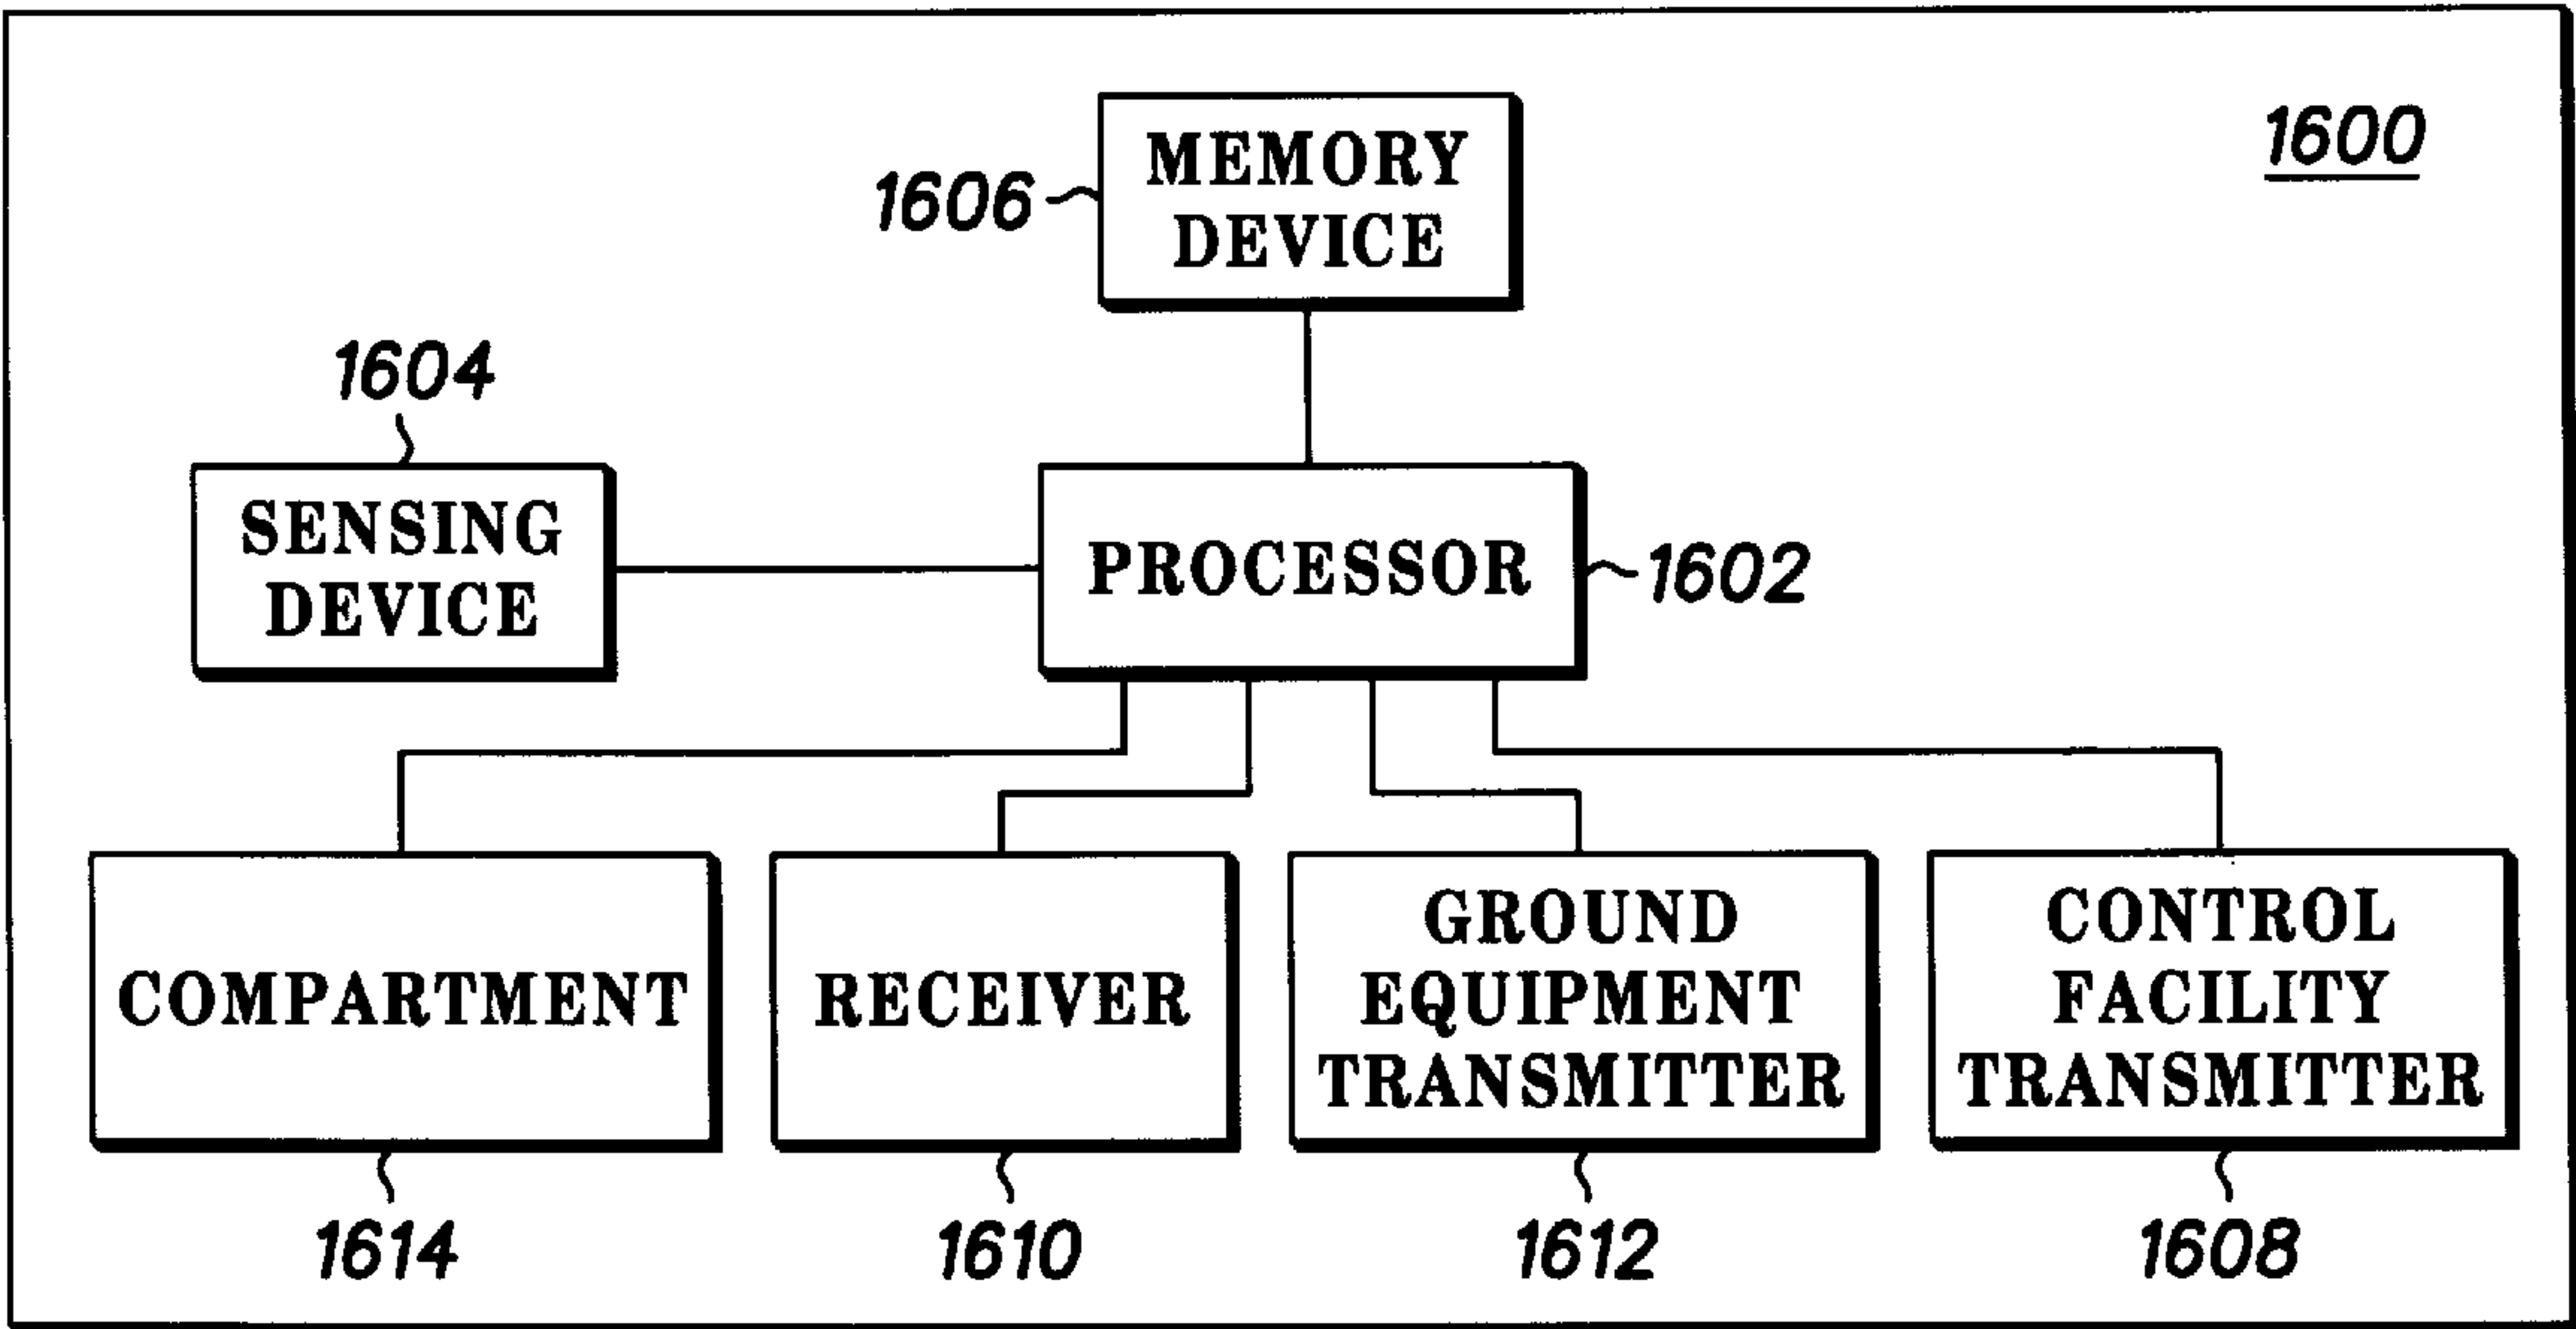 1600
MEMORY
DEVICE
1606
1604
SENSING
DEVICE
PROCESSOR
1602
COMPARTMENT
RECEIVER
GROUND
EQUIPMENT
TRANSMITTER
CONTROL
FACILITY
TRANSMITTER
1614
1610
1612
1608